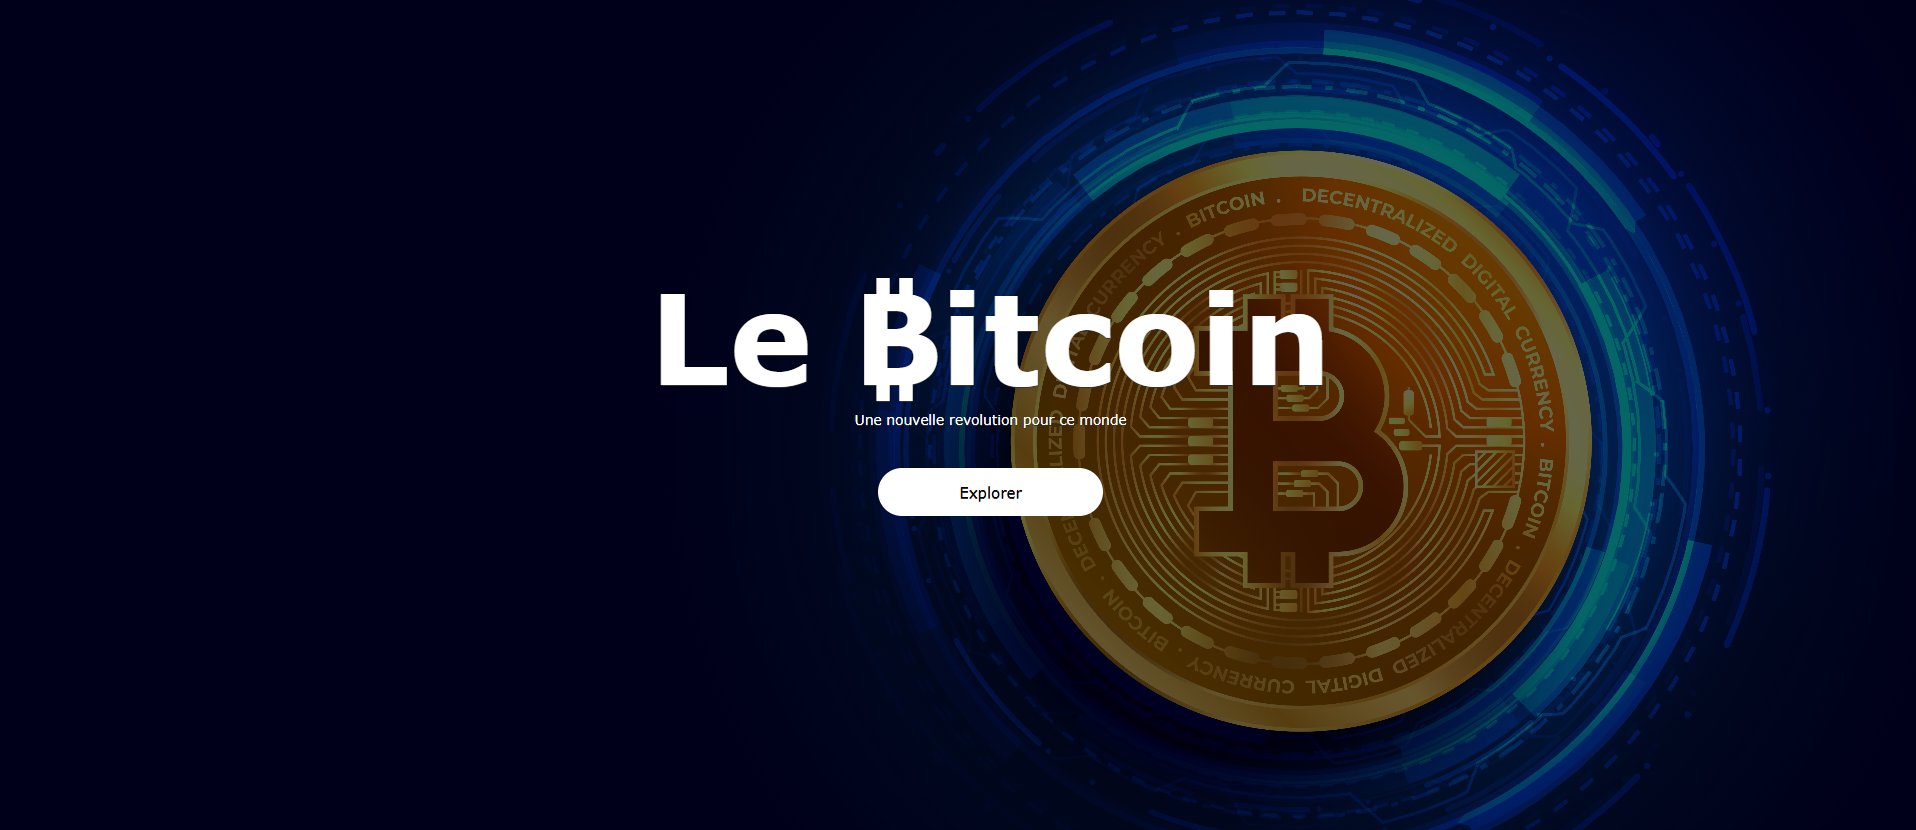 Le ₿itcoin
Une nouvelle revolution pour ce monde
Explorer
BITCOIN . DECENTRALIZED DIGITAL CURRENCY . BITCOIN . DECENTRALIZED DIGITAL CURRENCY . BITCOIN . DECENTRALIZED DIGITAL CURRENCY .